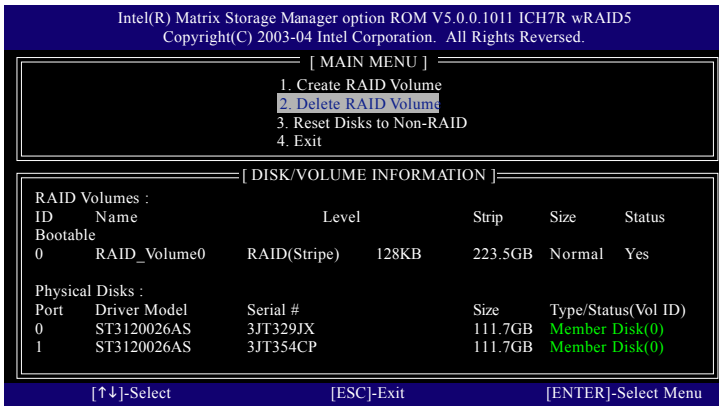 Intel(R) Matrix Storage Manager option ROM V5.0.0.1011 ICH7R wRAID5
Copyright(C) 2003-04 Intel Corporation. All Rights Reversed.
[ MAIN MENU ]
1. Create RAID Volume
2. Delete RAID Volume
3. Reset Disks to Non-RAID
4. Exit
[ DISK/VOLUME INFORMATION ]
RAID Volumes :
ID Name Level Strip Size Status
Bootable
0 RAID_Volume0 RAID(Stripe) 128KB 223.5GB Normal Yes
Physical Disks :
Port Driver Model Serial # Size Type/Status(Vol ID)
0 ST3120026AS 3JT329JX 111.7GB Member Disk(0)
1 ST3120026AS 3JT354CP 111.7GB Member Disk(0)
[↑↓]-Select [ESC]-Exit [ENTER]-Select Menu